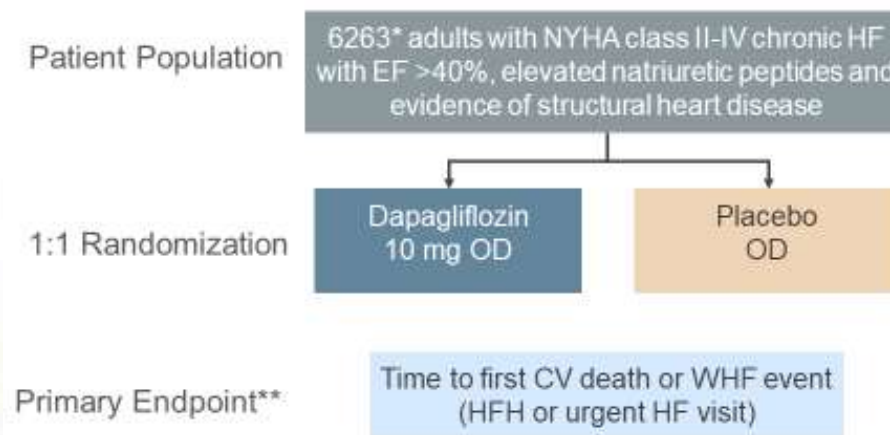 Patient Population
6263* adults with NYHA class II-IV chronic HF
with EF >40%, elevated natriuretic peptides and
evidence of structural heart disease
1:1 Randomization
Dapagliflozin
10 mg OD
Placebo
OD
Primary Endpoint**
Time to first CV death or WHF event
(HFH or urgent HF visit)